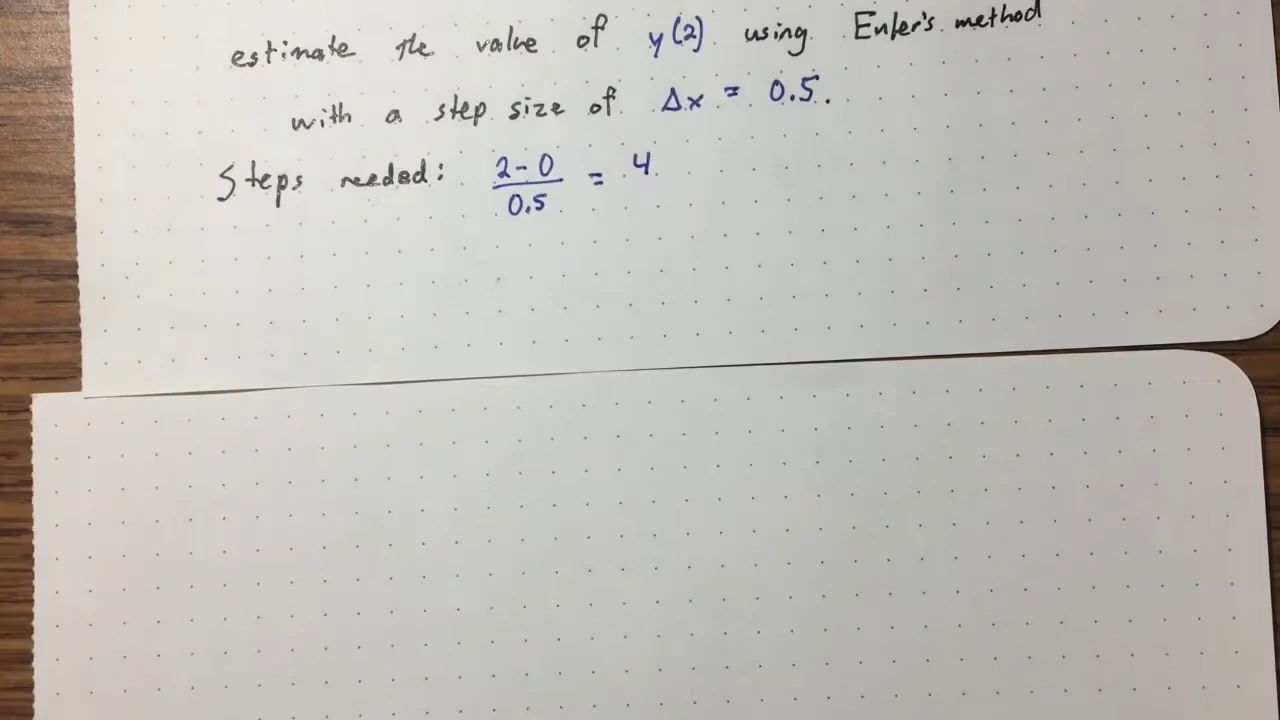 estimate the value of y(2) using Euler's method
with a step size of Δx = 0.5.
Steps needed: (2-0)/0.5 = 4